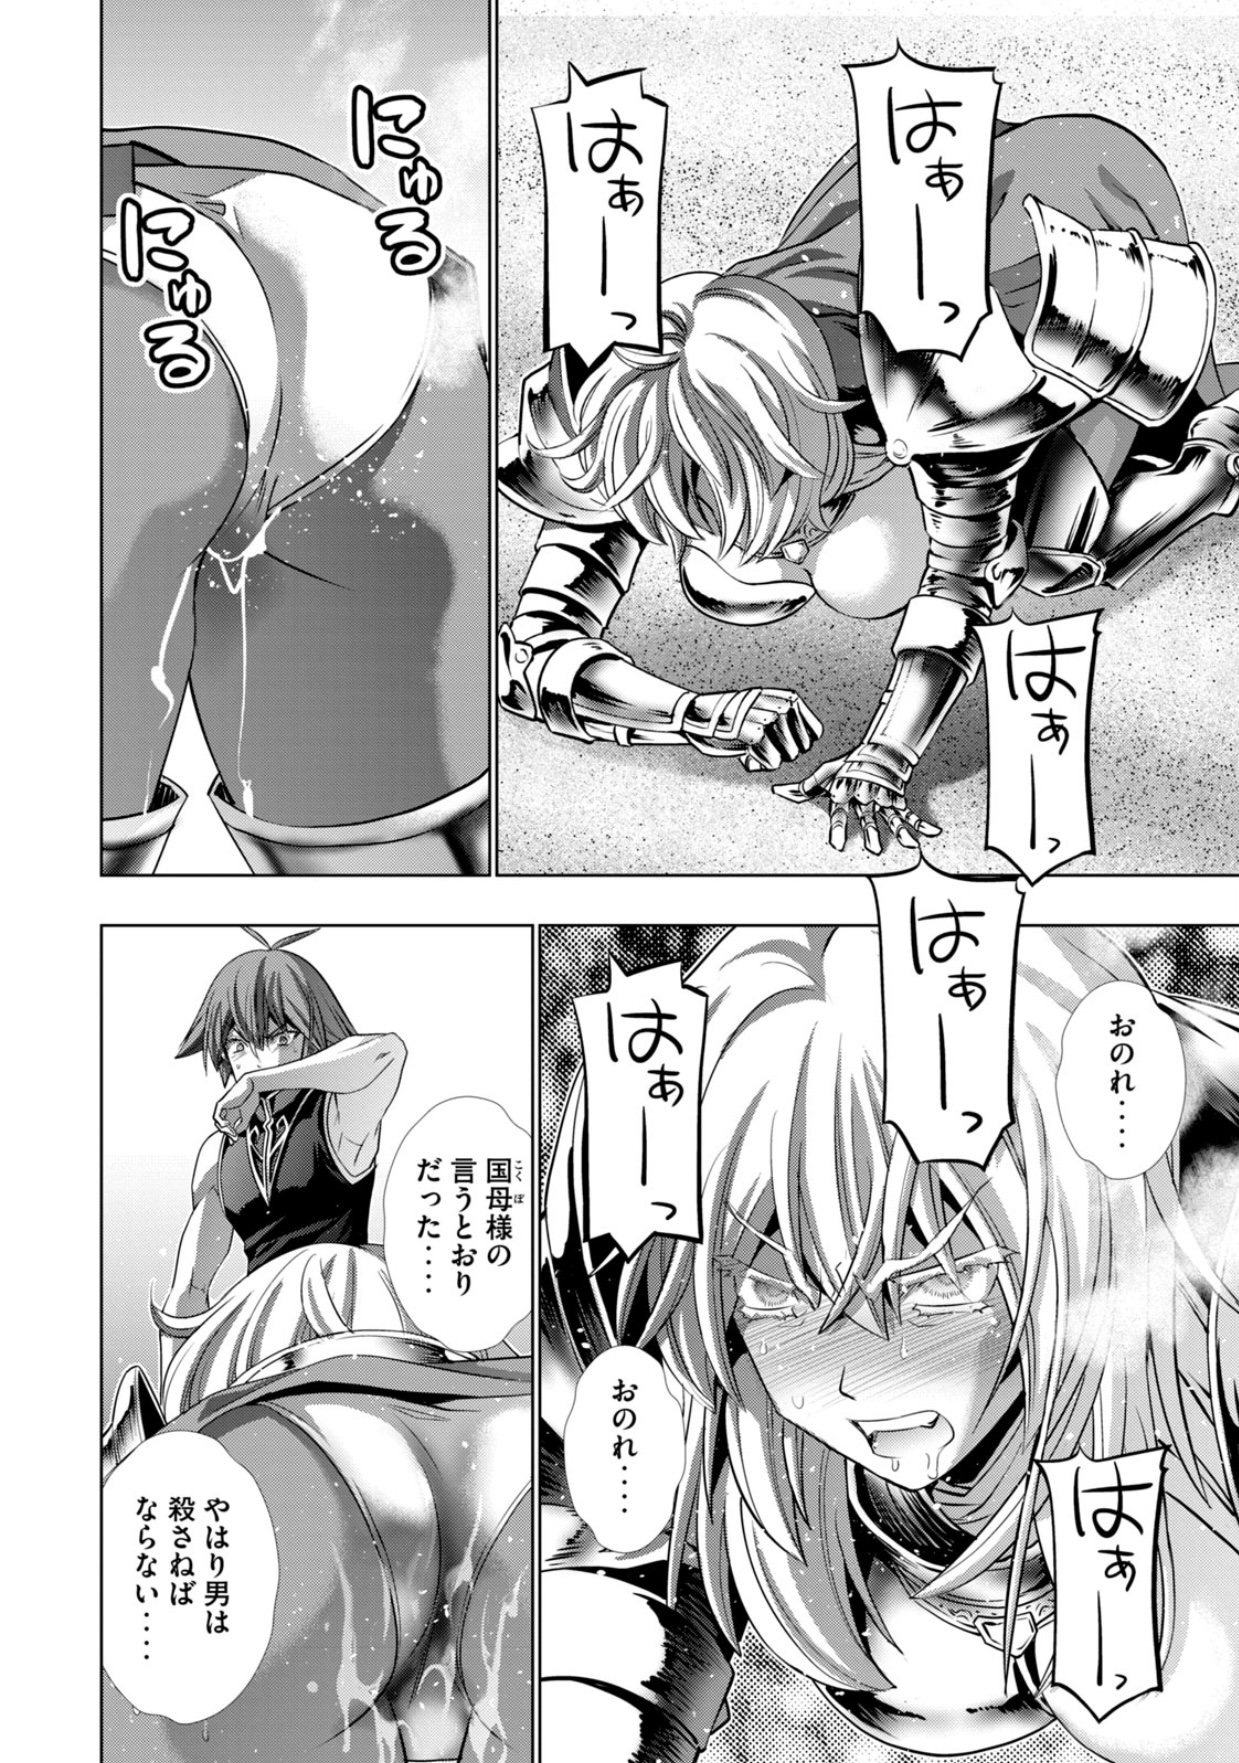 はぁーっ
はぁーっ
はぁーっ
にゅる
にゅる
はぁーっ
おのれ‥‥
はぁーっ
おのれ‥‥
はぁーっ
国母様の
こくぼ
言うとおり
だった‥‥
やはり男は
殺さねば
ならない‥‥